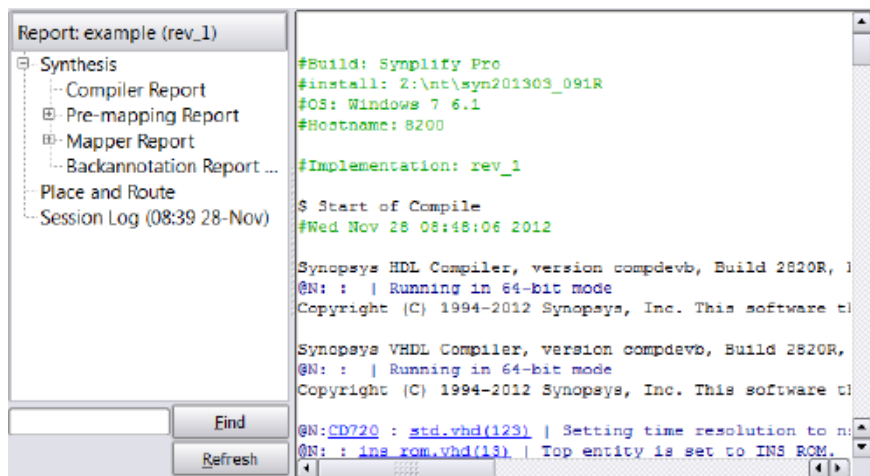 Report: example (rev_1)
Synthesis
Compiler Report
Pre-mapping Report
Mapper Report
Backannotation Report ...
Place and Route
Session Log (08:39 28-Nov)
Find
Refresh
#Build: Synplify Pro
#install: Z:\nt\syn201303_091R
#OS: Windows 7 6.1
#Hostname: 8200
#Implementation: rev_1
$ Start of Compile
#Wed Nov 28 08:48:06 2012
Synopsys HDL Compiler, version compdevb, Build 2820R,
@N: : | Running in 64-bit mode
Copyright (C) 1994-2012 Synopsys, Inc. This software
Synopsys VHDL Compiler, version compdevb, Build 2820R,
@N: : | Running in 64-bit mode
Copyright (C) 1994-2012 Synopsys, Inc. This software
@N:CD720 : std.vhd(123) | Setting time resolution to
@N: : ins_rom.vhd(13) | Top entity is set to INS_ROM.